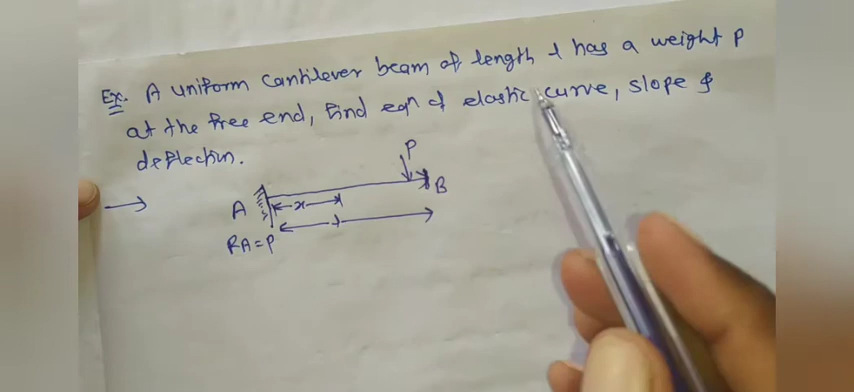 Ex. A uniform cantilever beam of length l has a weight P
at the free end, find eqn of elastic curve, slope &
deflection.
P
A x B
l
RA = P